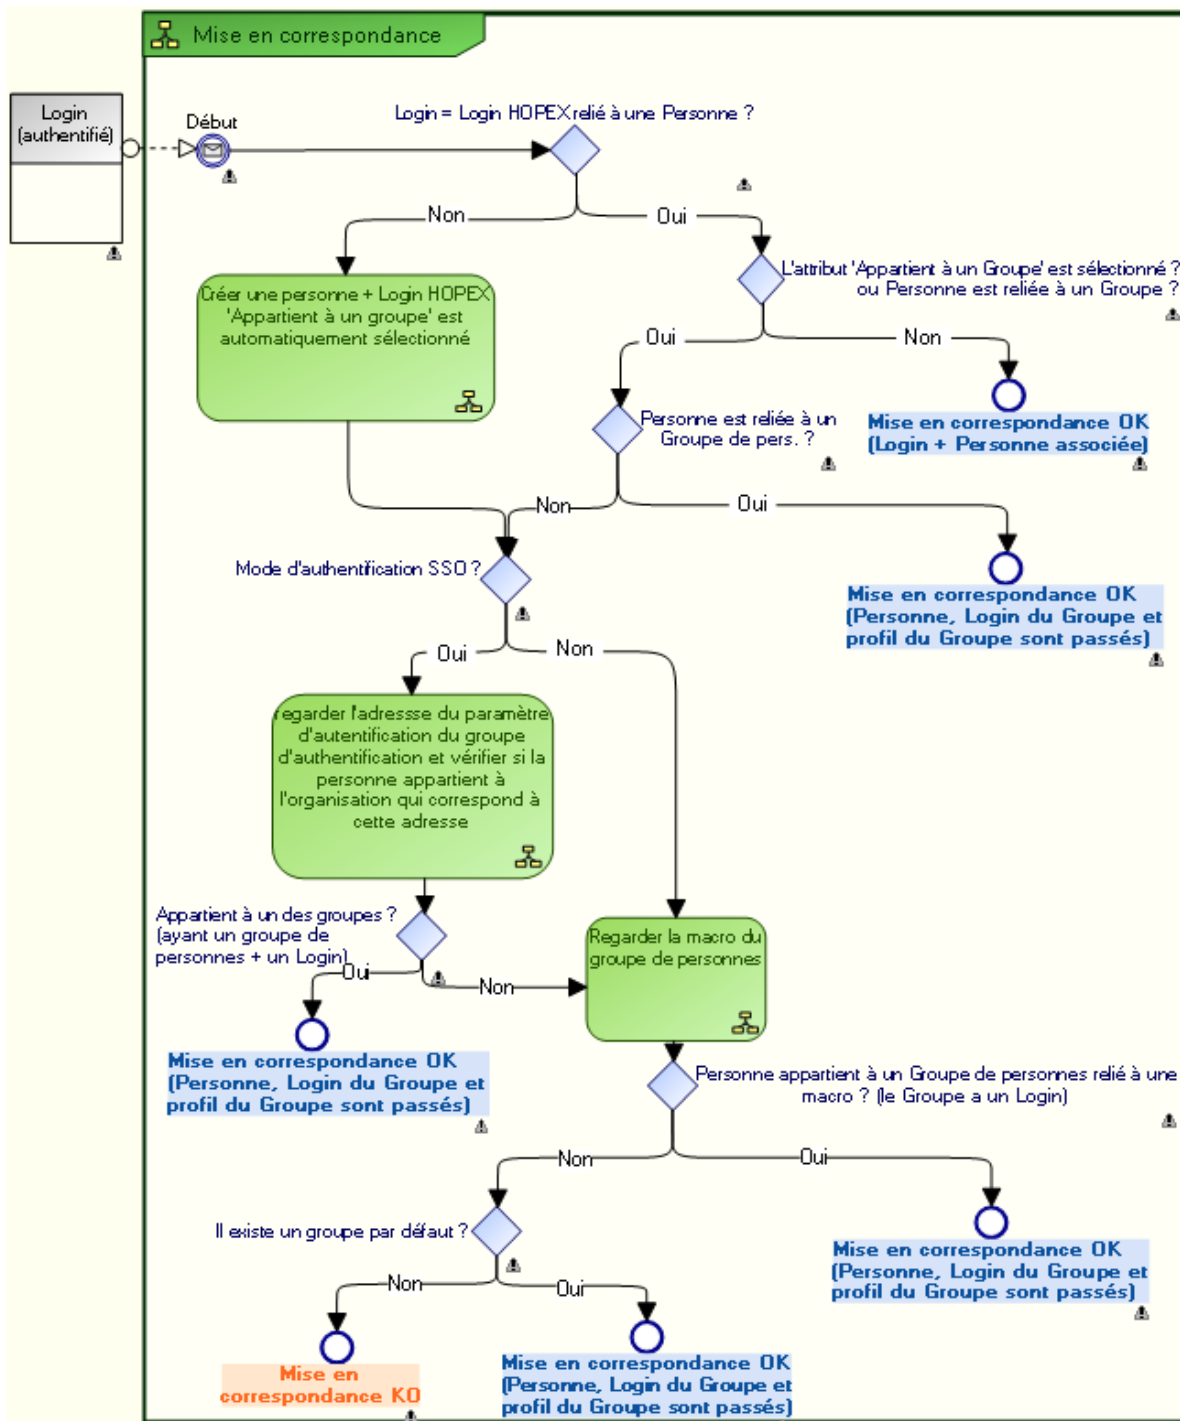 Mise en correspondance
Login
(authentifié)
Début
Login = Login HOPEX relié à une Personne ?
Non
Oui
Créer une personne + Login HOPEX
'Appartient à un groupe' est
automatiquement sélectionné
L'attribut 'Appartient à un Groupe' est sélectionné ?
ou Personne est reliée à un Groupe ?
Oui
Non
Personne est reliée à un
Groupe de pers. ?
Mise en correspondance OK
(Login + Personne associée)
Non
Oui
Mode d'authentification SSO ?
Mise en correspondance OK
(Personne, Login du Groupe et
profil du Groupe sont passés)
Oui
Non
regarder l'adressse du paramètre
d'autentification du groupe
d'authentification et vérifier si la
personne appartient à
l'organisation qui correspond à
cette adresse
Appartient à un des groupes ?
(ayant un groupe de
personnes + un Login)
Oui
Non
Regarder la macro du
groupe de personnes
Mise en correspondance OK
(Personne, Login du Groupe et
profil du Groupe sont passés)
Personne appartient à un Groupe de personnes relié à une
macro ? (le Groupe a un Login)
Non
Oui
Il existe un groupe par défaut ?
Mise en correspondance OK
(Personne, Login du Groupe et
profil du Groupe sont passés)
Non
Oui
Mise en
correspondance KO
Mise en correspondance OK
(Personne, Login du Groupe et
profil du Groupe sont passés)